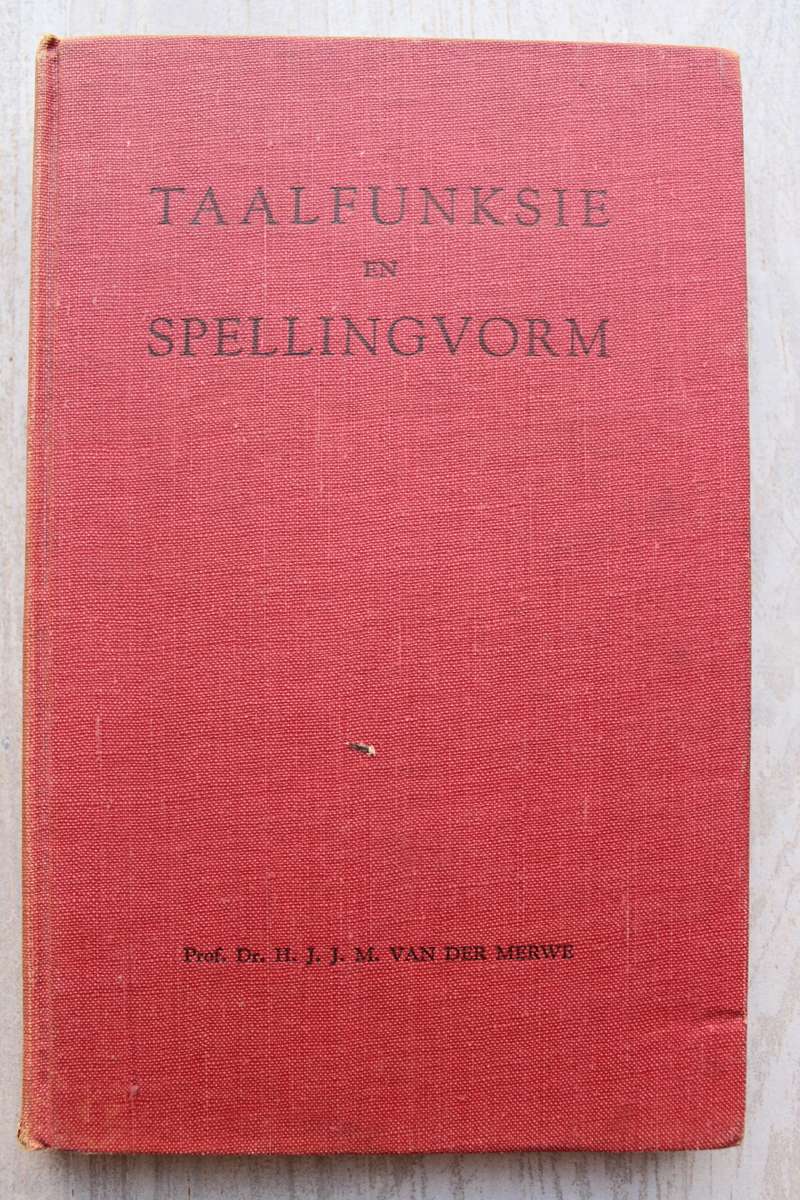 TAALFUNKSIE
EN
SPELLINGVORM
Prof. Dr. H. J. J. M. VAN DER MERWE